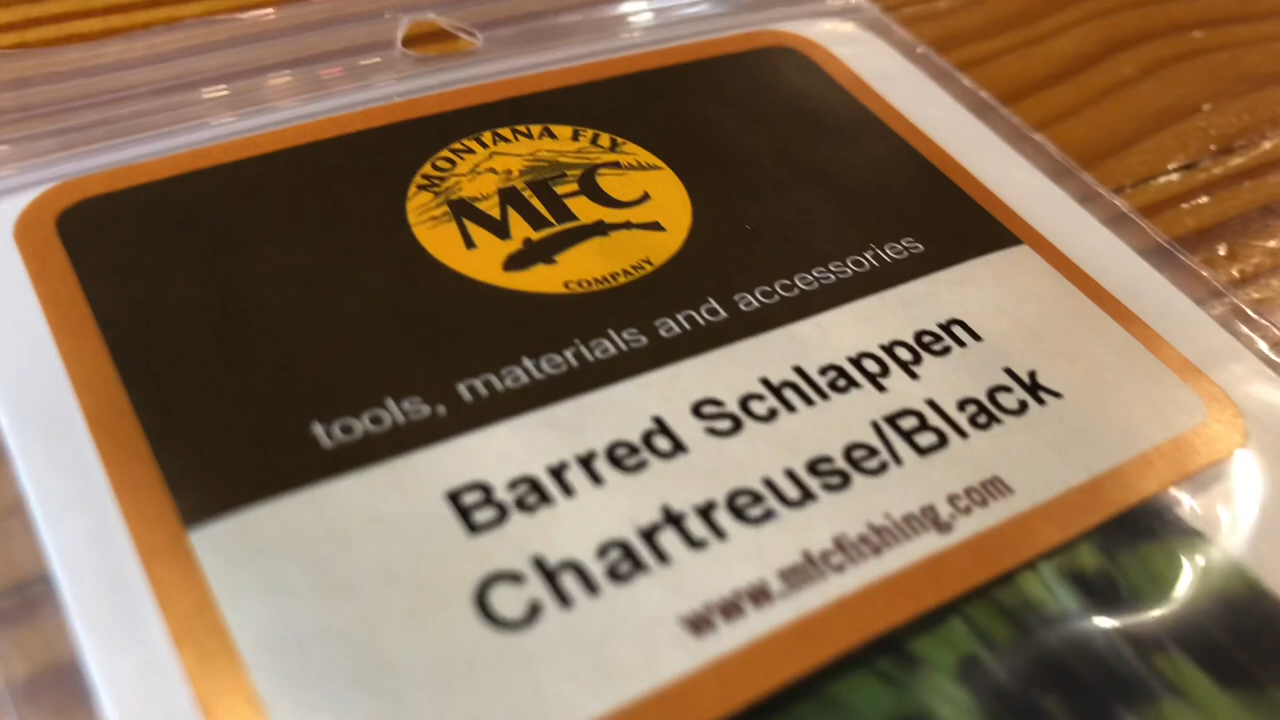 MONTANA FLY
MFC
COMPANY
tools, materials and accessories
Barred Schlappen
Chartreuse/Black
www.mfcfishing.com